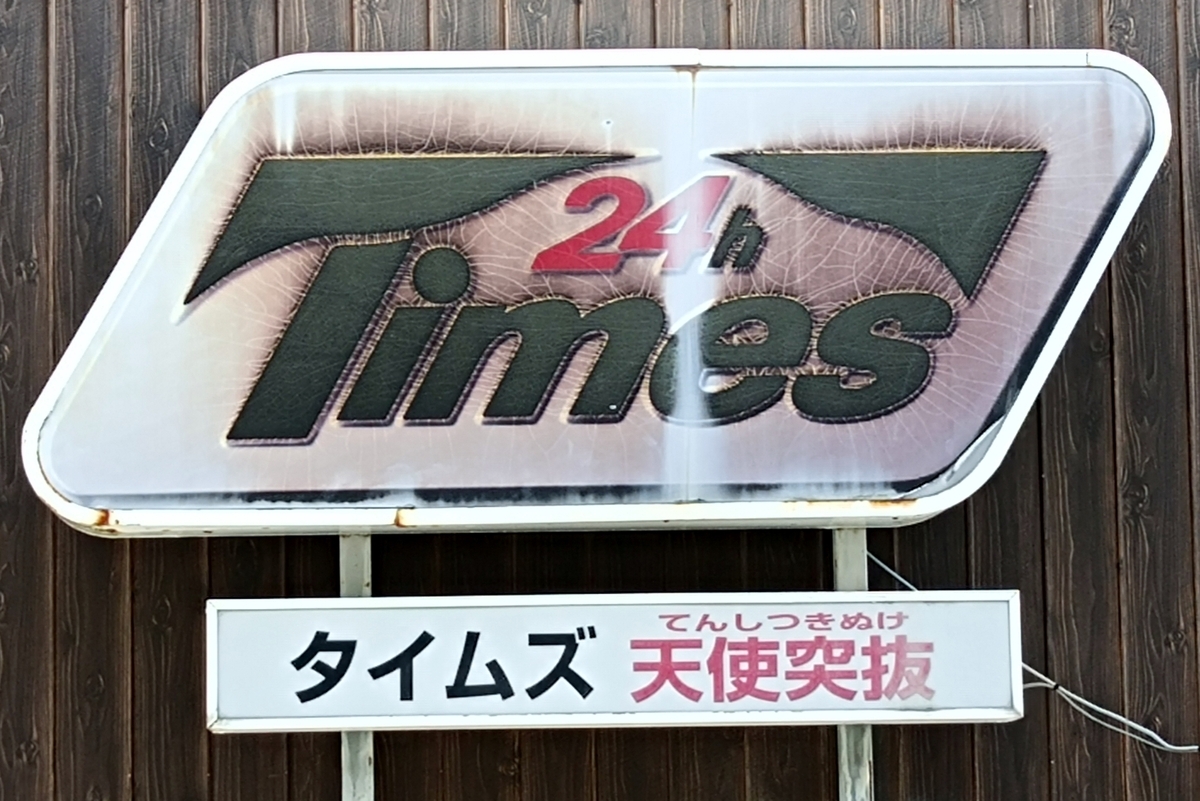 24h
Times
てんしつきぬけ
タイムズ 天使突抜